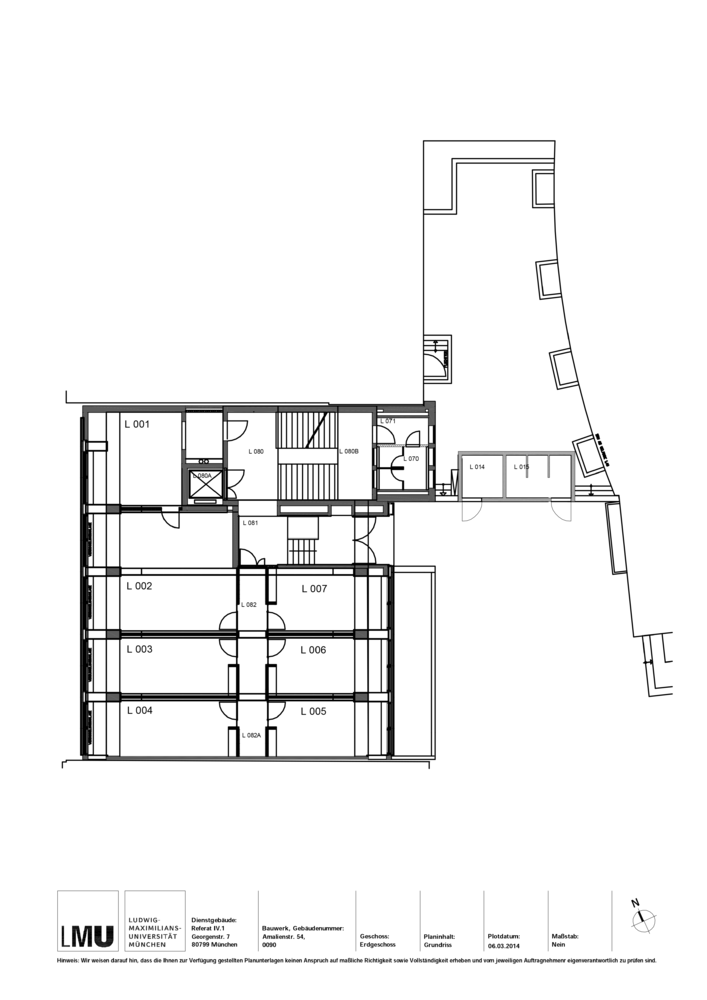 L 001
L 071
L 080
L 080B
L 070
L 014
L 015
L 080A
L 081
L 002
L 007
L 082
L 003
L 006
L 004
L 005
L 082A
N
LMU
LUDWIG-
MAXIMILIANS-
UNIVERSITÄT
MÜNCHEN
Dienstgebäude:
Referat IV.1
Georgenstr. 7
80799 München
Bauwerk, Gebäudenummer:
Amalienstr. 54,
0090
Geschoss:
Erdgeschoss
Planinhalt:
Grundriss
Plotdatum:
06.03.2014
Maßstab:
Nein
Hinweis: Wir weisen darauf hin, dass die Ihnen zur Verfügung gestellten Planunterlagen keinen Anspruch auf maßliche Richtigkeit sowie Vollständigkeit erheben und vom jeweiligen Auftragnehmenr eigenverantwortlich zu prüfen sind.